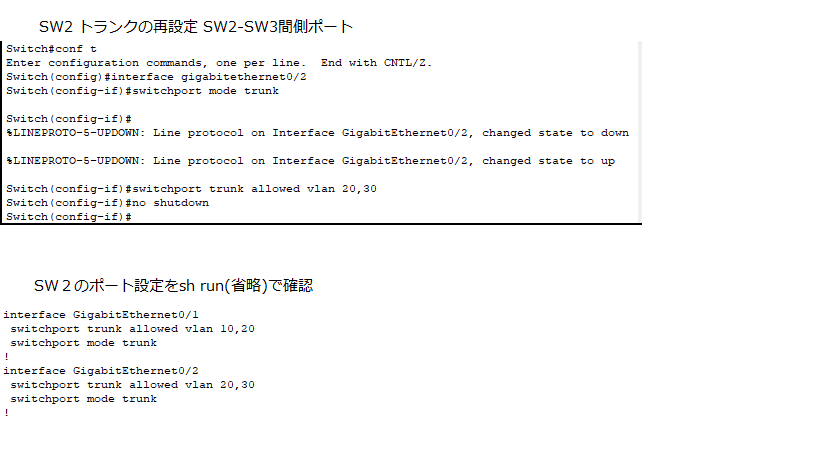 SW2 トランクの再設定 SW2-SW3間側ポート
Switch#conf t
Enter configuration commands, one per line.  End with CNTL/Z.
Switch(config)#interface gigabitethernet0/2
Switch(config-if)#switchport mode trunk
Switch(config-if)#
%LINEPROTO-5-UPDOWN: Line protocol on Interface GigabitEthernet0/2, changed state to down
%LINEPROTO-5-UPDOWN: Line protocol on Interface GigabitEthernet0/2, changed state to up
Switch(config-if)#switchport trunk allowed vlan 20,30
Switch(config-if)#no shutdown
Switch(config-if)#
SW２のポート設定をsh run(省略)で確認
interface GigabitEthernet0/1
 switchport trunk allowed vlan 10,20
 switchport mode trunk
!
interface GigabitEthernet0/2
 switchport trunk allowed vlan 20,30
 switchport mode trunk
!